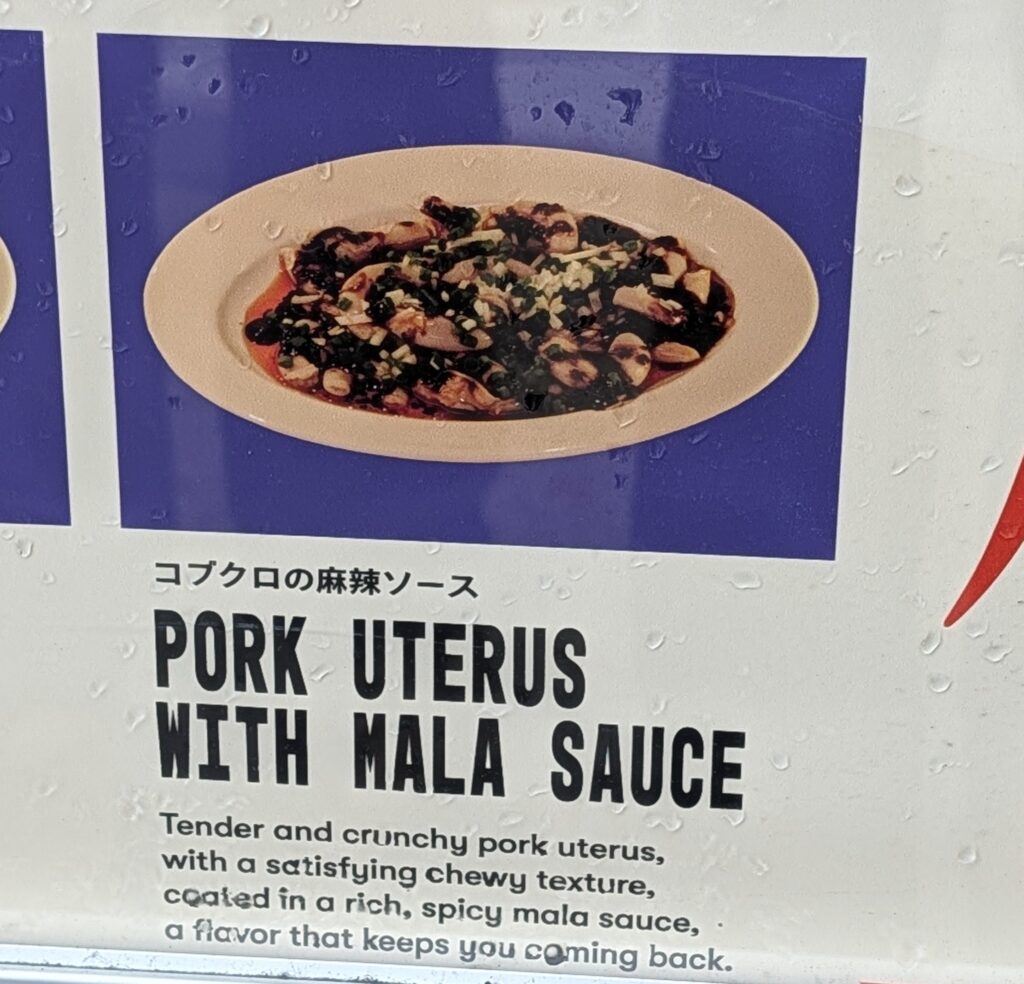 コブクロの麻辣ソース
PORK UTERUS
WITH MALA SAUCE
Tender and crunchy pork uterus,
with a satisfying chewy texture,
coated in a rich, spicy mala sauce,
a flavor that keeps you coming back.